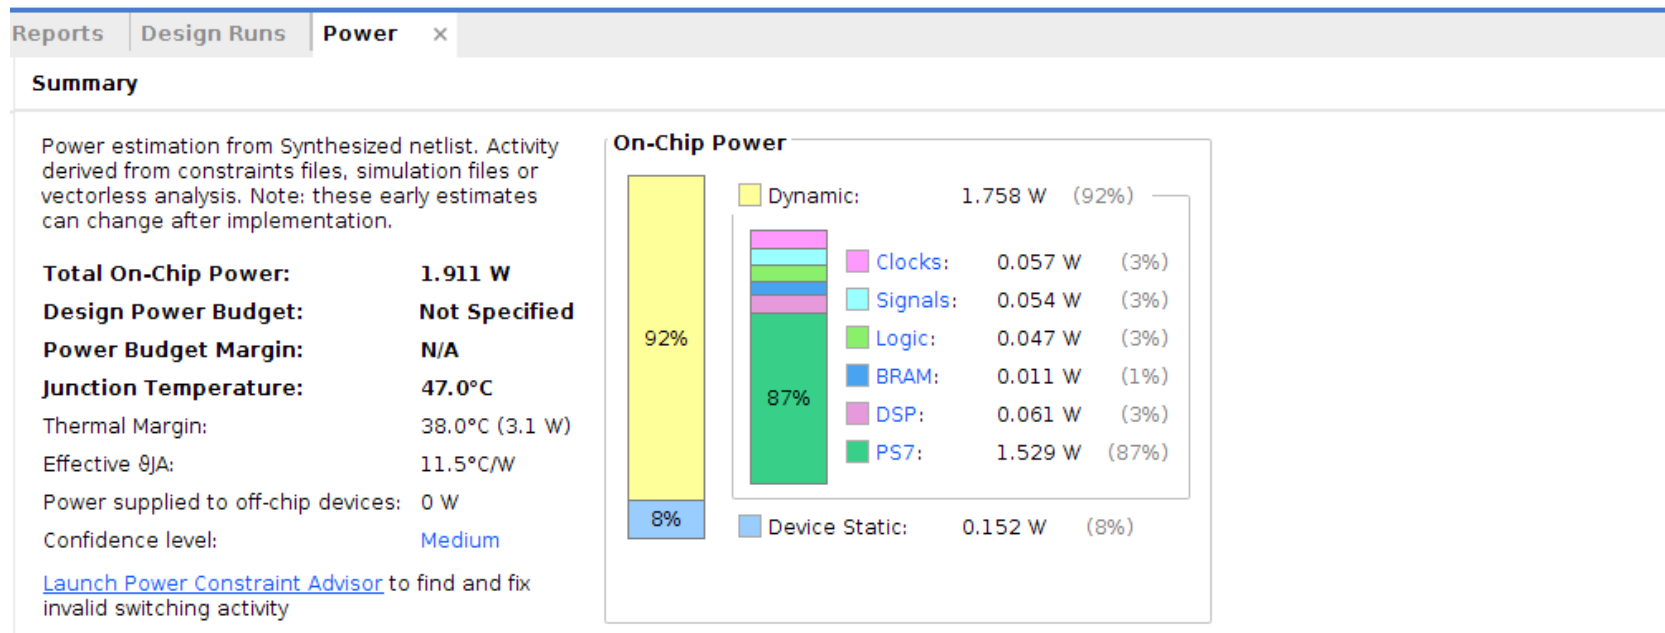 Reports Design Runs Power ×
Summary
Power estimation from Synthesized netlist. Activity
derived from constraints files, simulation files or
vectorless analysis. Note: these early estimates
can change after implementation.
Total On-Chip Power: 1.911 W
Design Power Budget: Not Specified
Power Budget Margin: N/A
Junction Temperature: 47.0°C
Thermal Margin: 38.0°C (3.1 W)
Effective ϑJA: 11.5°C/W
Power supplied to off-chip devices: 0 W
Confidence level: Medium
Launch Power Constraint Advisor to find and fix
invalid switching activity
On-Chip Power
92%
8%
Dynamic: 1.758 W (92%)
87%
Clocks: 0.057 W (3%)
Signals: 0.054 W (3%)
Logic: 0.047 W (3%)
BRAM: 0.011 W (1%)
DSP: 0.061 W (3%)
PS7: 1.529 W (87%)
Device Static: 0.152 W (8%)